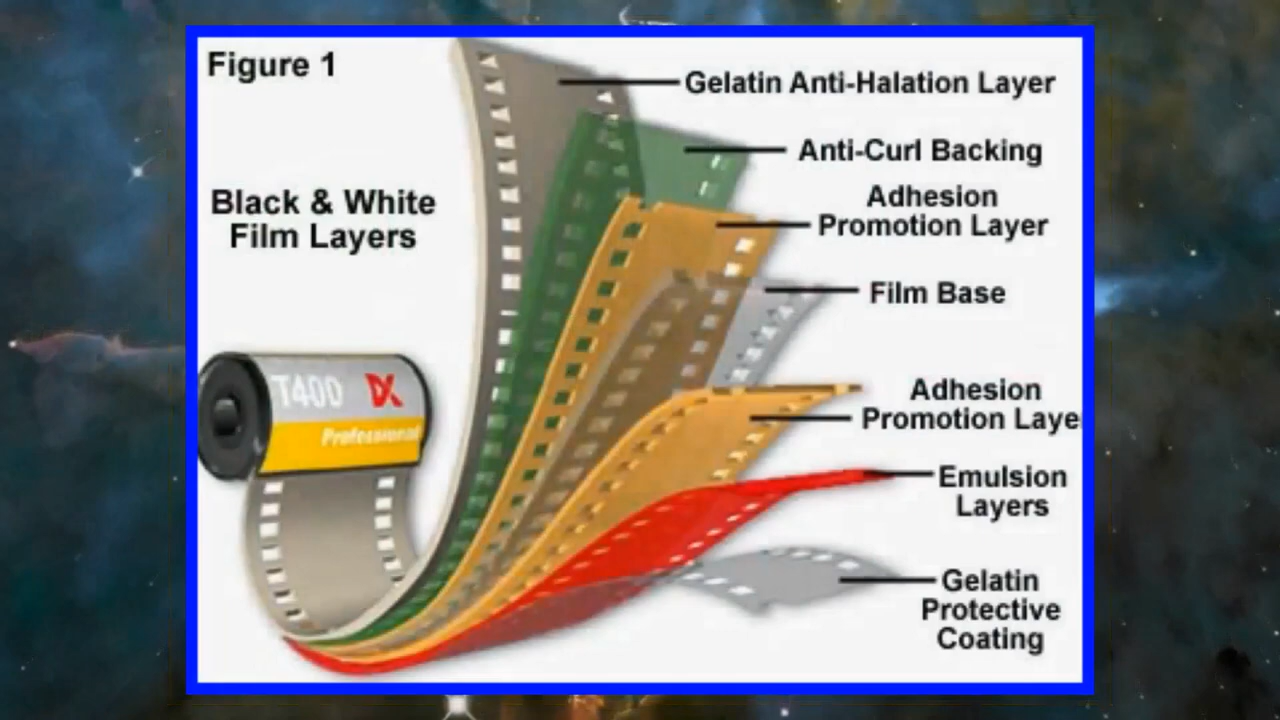 Figure 1
Gelatin Anti-Halation Layer
Anti-Curl Backing
Black & White
Film Layers
Adhesion
Promotion Layer
Film Base
T400 DX
Professional
Adhesion
Promotion Laye
Emulsion
Layers
Gelatin
Protective
Coating